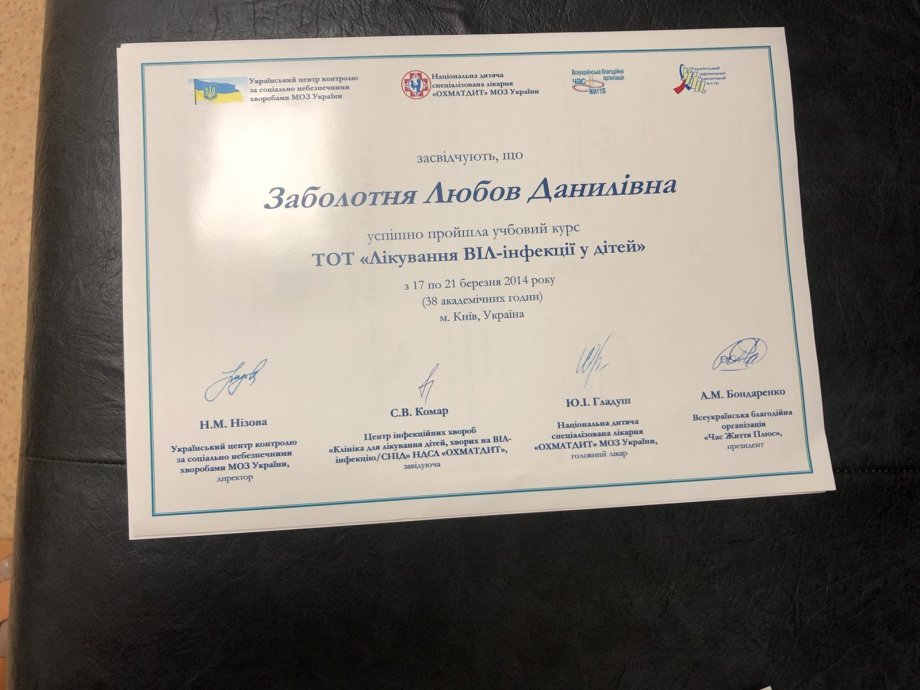 Український центр контролю
за соціально небезпечними
хворобами МОЗ України
Національна дитяча
спеціалізована лікарня
«ОХМАТДИТ» МОЗ України
Всеукраїнська благодійна
організація
ЧАС
ЖИТТЯ
засвідчують, що
Заболотня Любов Данилівна
успішно пройшла учбовий курс
ТОТ «Лікування ВІЛ-інфекції у дітей»
з 17 по 21 березня 2014 року
(38 академічних годин)
м. Київ, Україна
Н.М. Нізова
Український центр контролю
за соціально небезпечними
хворобами МОЗ України,
директор
С.В. Комар
Центр інфекційних хвороб
«Клініка для лікування дітей, хворих на ВІЛ-
інфекцію/СНІД» НДСЛ «ОХМАТДИТ»,
завідуюча
Ю.І. Гладуш
Національна дитяча
спеціалізована лікарня
"ОХМАТДИТ" МОЗ України,
головний лікар
А.М. Бондаренко
Всеукраїнська благодійна
організація
"Час Життя Плюс",
президент